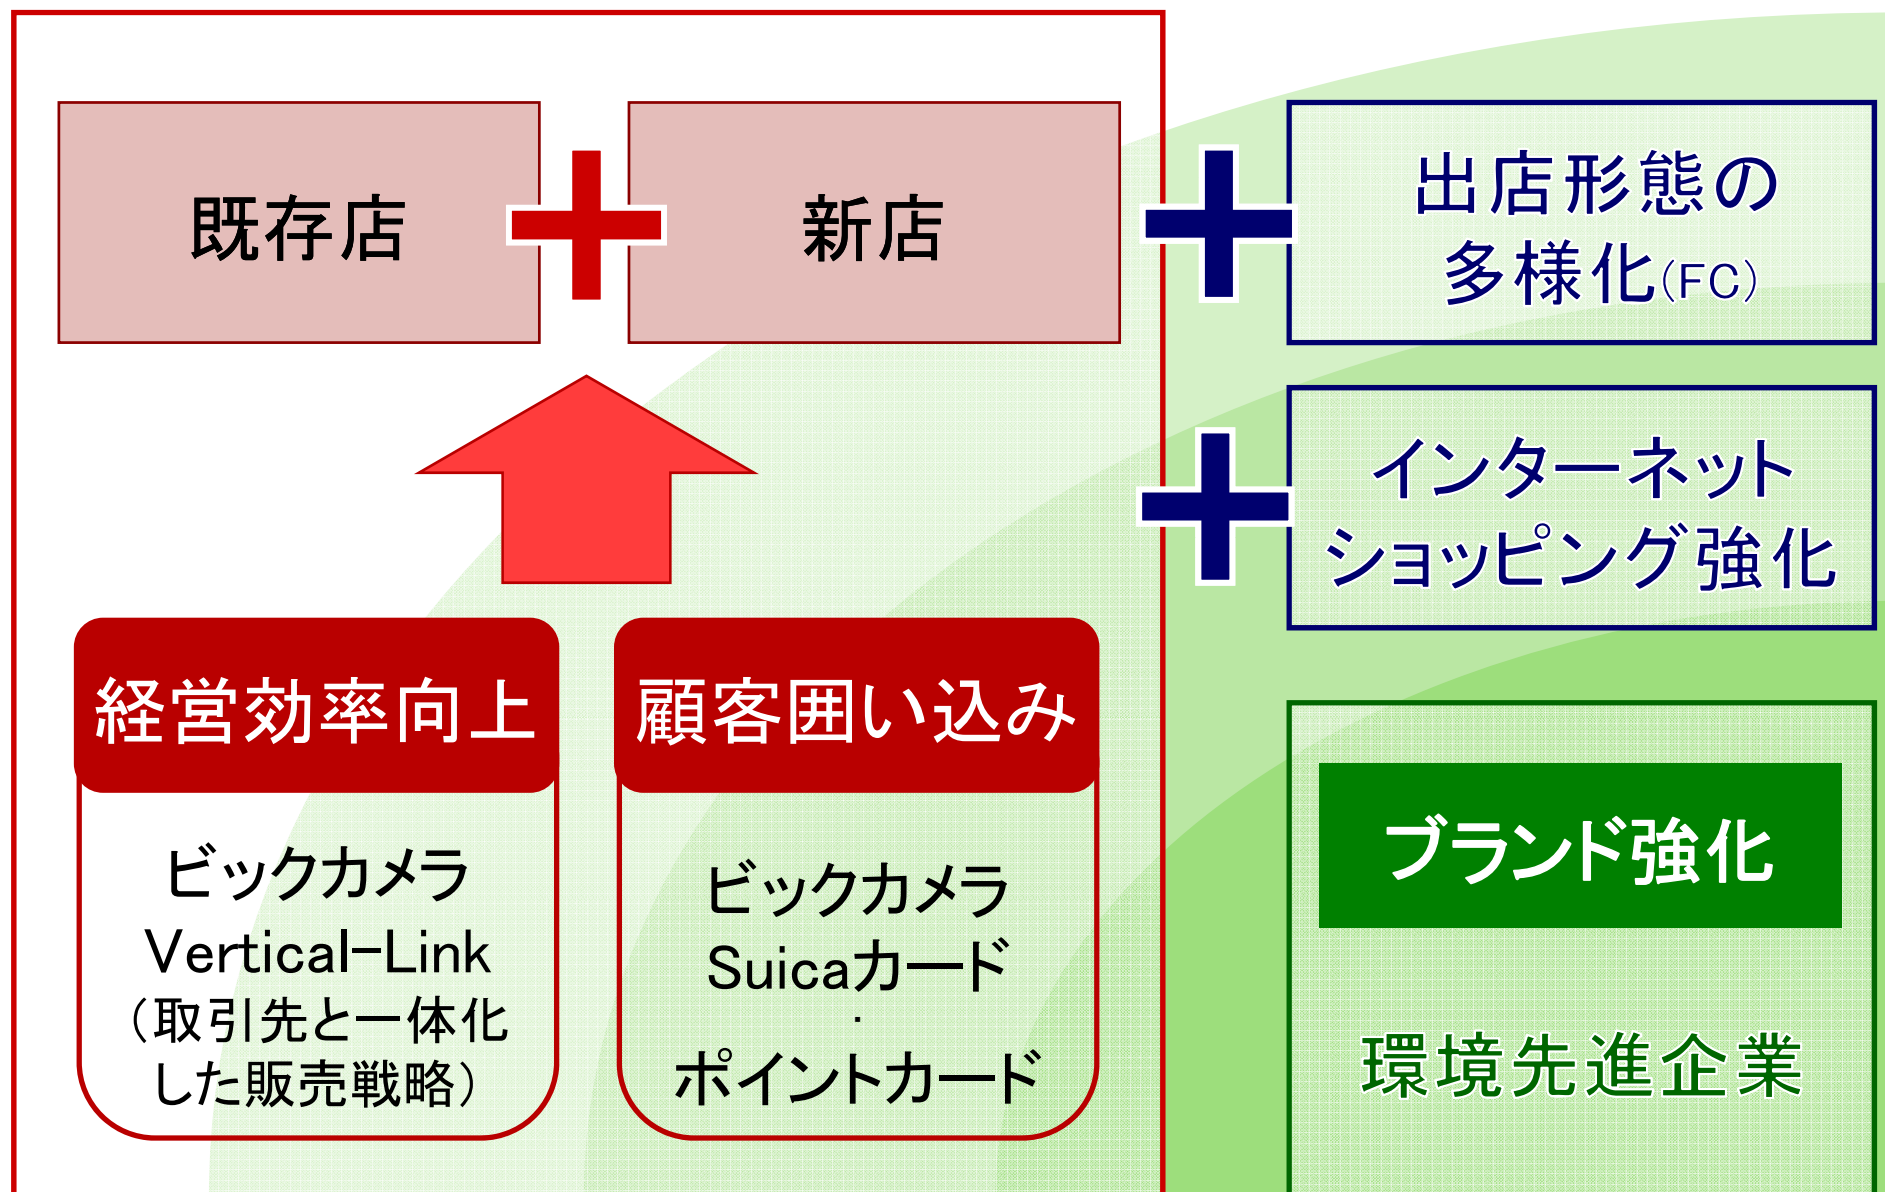 既存店
新店
出店形態の
多様化(FC)
インターネット
ショッピング強化
経営効率向上
ビックカメラ
Vertical-Link
（取引先と一体化
した販売戦略）
顧客囲い込み
ビックカメラ
Suicaカード
・
ポイントカード
ブランド強化
環境先進企業